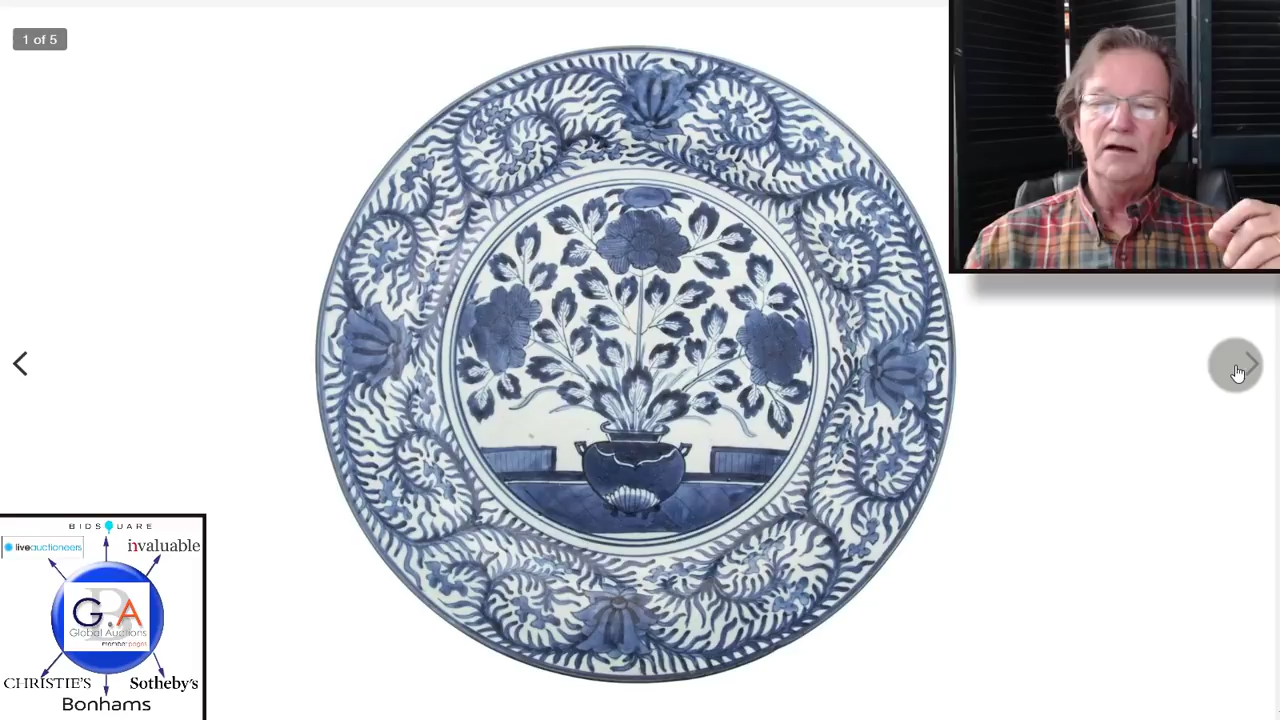 1 of 5
BIDSQUARE
liveauctioneers
invaluable
G.A
Global Auctions
CHRISTIE'S
Sotheby's
Bonhams